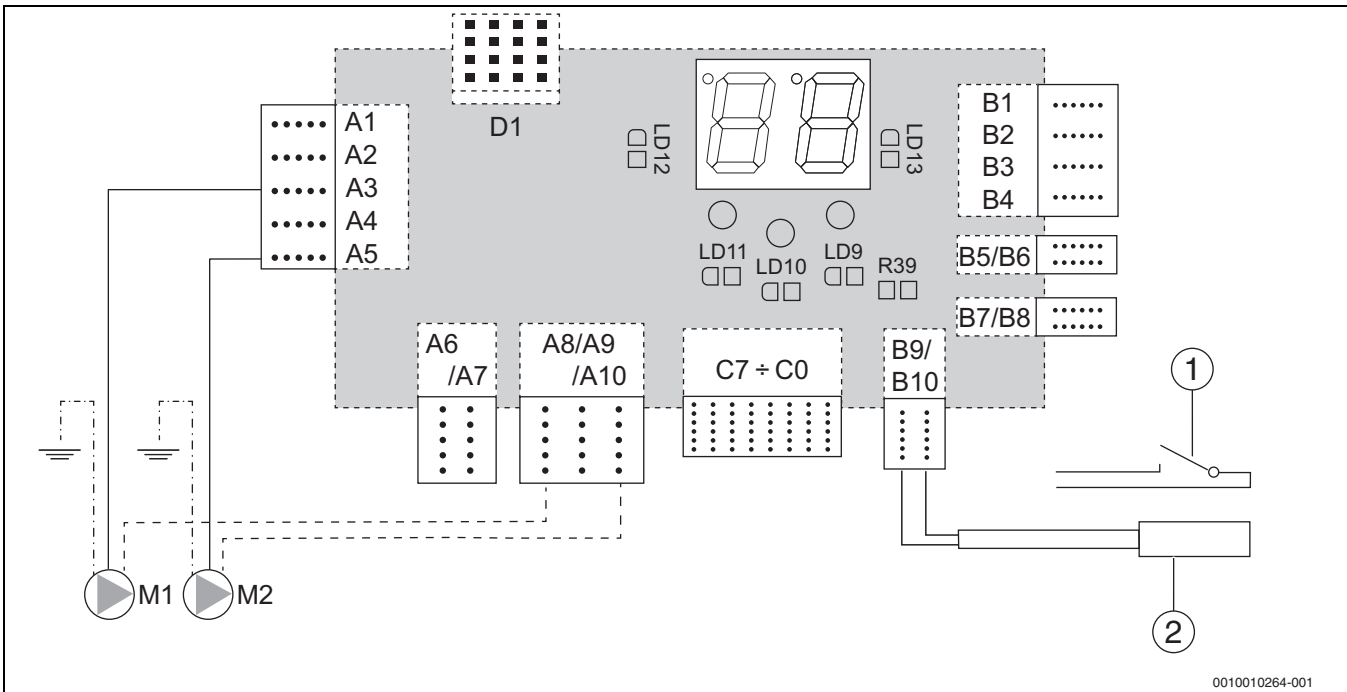 D1
A1
A2
A3
A4
A5
LD12
LD13
B1
B2
B3
B4
B5/B6
B7/B8
LD11
LD10
LD9
R39
A6
/A7
A8/A9
/A10
C7 ÷ C0
B9/
B10
1
2
M1
M2
0010010264-001